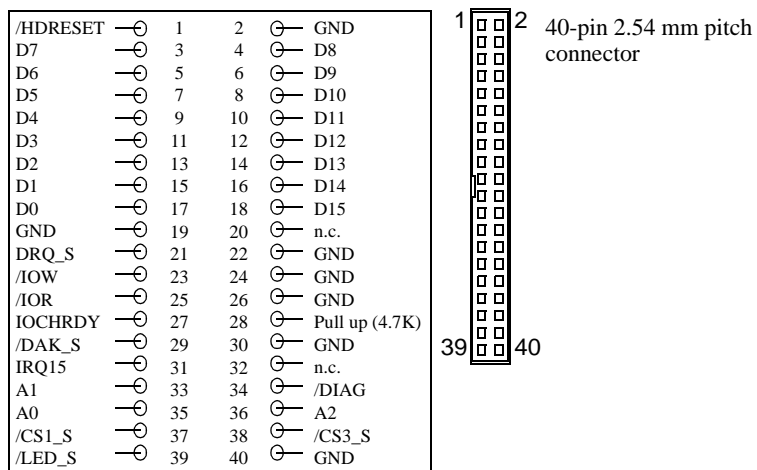 /HDRESET 1 2 GND
D7 3 4 D8
D6 5 6 D9
D5 7 8 D10
D4 9 10 D11
D3 11 12 D12
D2 13 14 D13
D1 15 16 D14
D0 17 18 D15
GND 19 20 n.c.
DRQ_S 21 22 GND
/IOW 23 24 GND
/IOR 25 26 GND
IOCHRDY 27 28 Pull up (4.7K)
/DAK_S 29 30 GND
IRQ15 31 32 n.c.
A1 33 34 /DIAG
A0 35 36 A2
/CS1_S 37 38 /CS3_S
/LED_S 39 40 GND
1 2
40-pin 2.54 mm pitch
connector
39 40